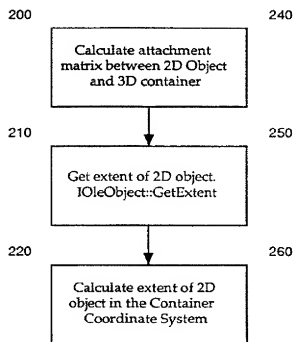 200
240
Calculate attachment
matrix between 2D Object
and 3D container
210
250
Get extent of 2D object.
IOleObject::GetExtent
220
260
Calculate extent of 2D
object in the Container
Coordinate System